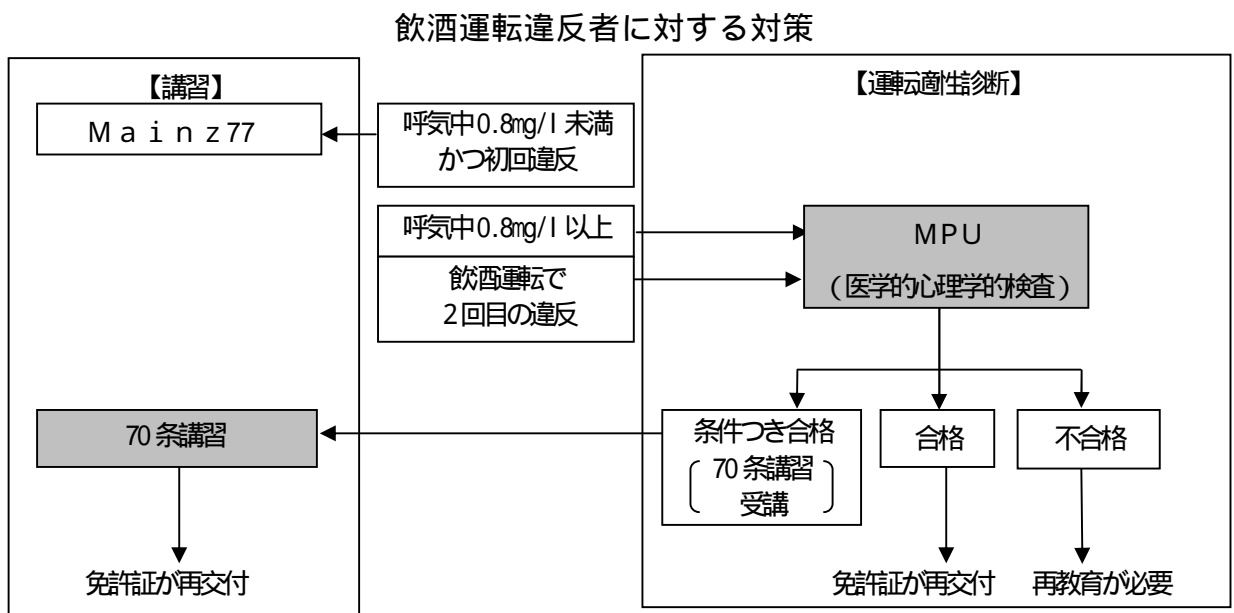 飲酒運転違反者に対する対策
【講習】
Ｍａｉｎｚ77
呼気中0.8mg/l 未満
かつ初回違反
【運転適性診断】
呼気中0.8mg/l 以上
飲酒運転で
2回目の違反
MPU
(医学的心理学的検査)
70条講習
条件つき合格
70条講習
受講
合格
不合格
免許証が再交付
免許証が再交付
再教育が必要